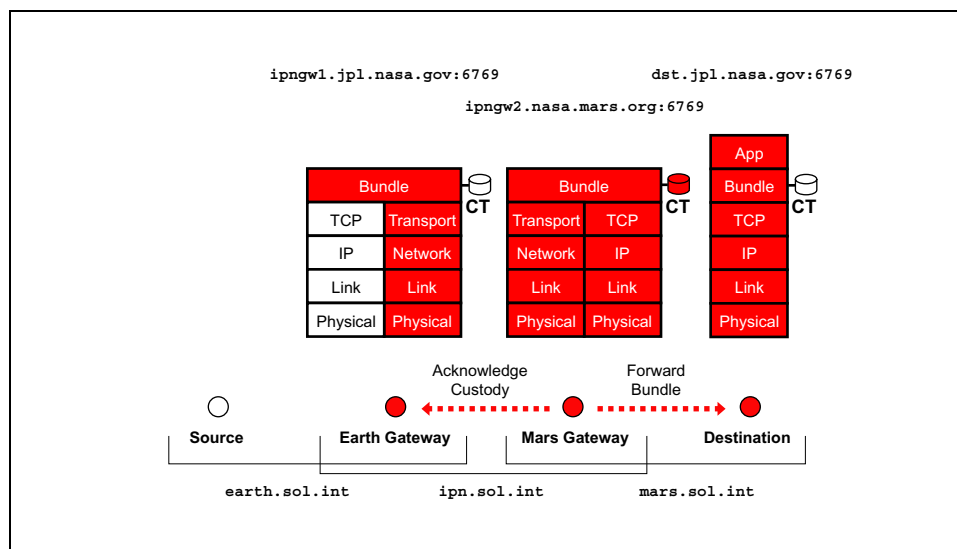 ipngw1.jpl.nasa.gov:6769 dst.jpl.nasa.gov:6769
ipngw2.nasa.mars.org:6769
App
Bundle CT Bundle CT Bundle CT
TCP Transport Transport TCP TCP
IP Network Network IP IP
Link Link Link Link Link
Physical Physical Physical Physical Physical
Acknowledge Forward
Custody Bundle
Source Earth Gateway Mars Gateway Destination
earth.sol.int ipn.sol.int mars.sol.int